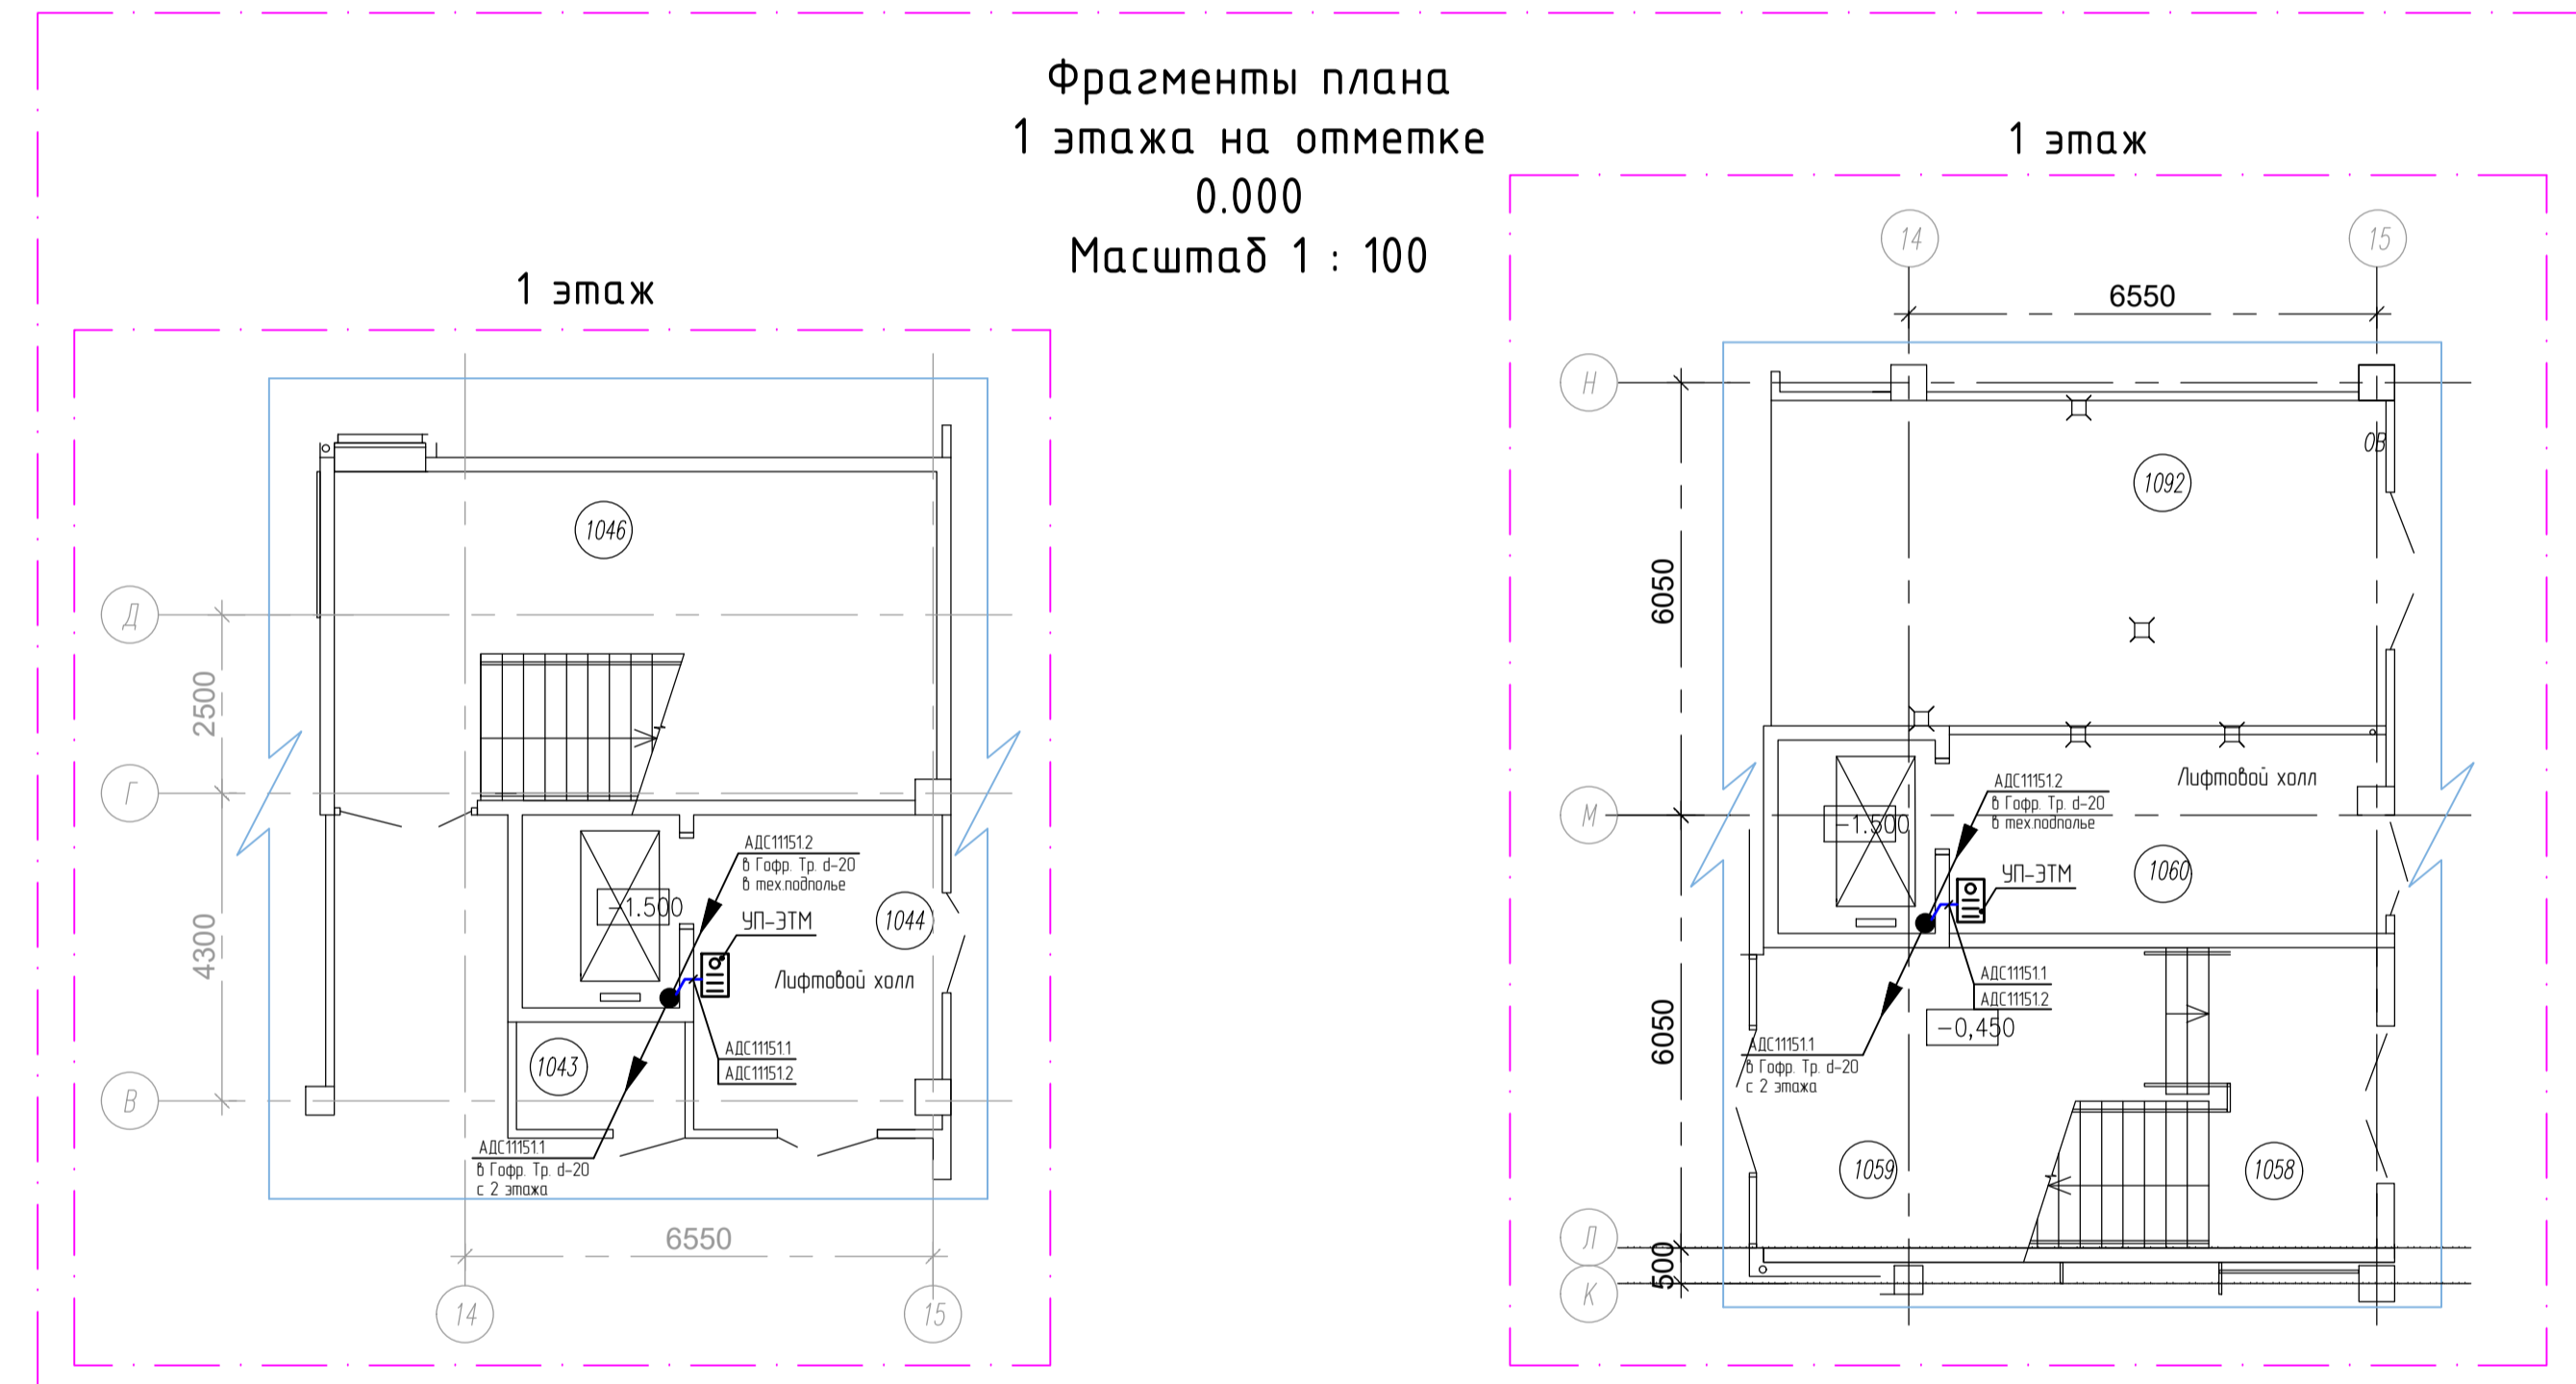 Фрагменты плана
1 этажа на отметке
0.000
Масштаб 1 : 100
1 этаж
1046
Д
2500
Г
4300
В
-1.500
АДС11151.2
в Гофр. Тр. d-20
в тех.подполье
УП-ЭТМ
1044
Лифтовой холл
1043
АДС11151.1
АДС11151.2
АДС11151.1
в Гофр. Тр. d-20
с 2 этажа
6550
14
15
1 этаж
14
15
6550
Н
ОВ
1092
6050
Лифтовой холл
АДС11151.2
в Гофр. Тр. d-20
в тех.подполье
М
-1.500
УП-ЭТМ
1060
АДС11151.1
АДС11151.2
-0,450
6050
АДС11151.1
в Гофр. Тр. d-20
с 2 этажа
1059
1058
Л
500
К